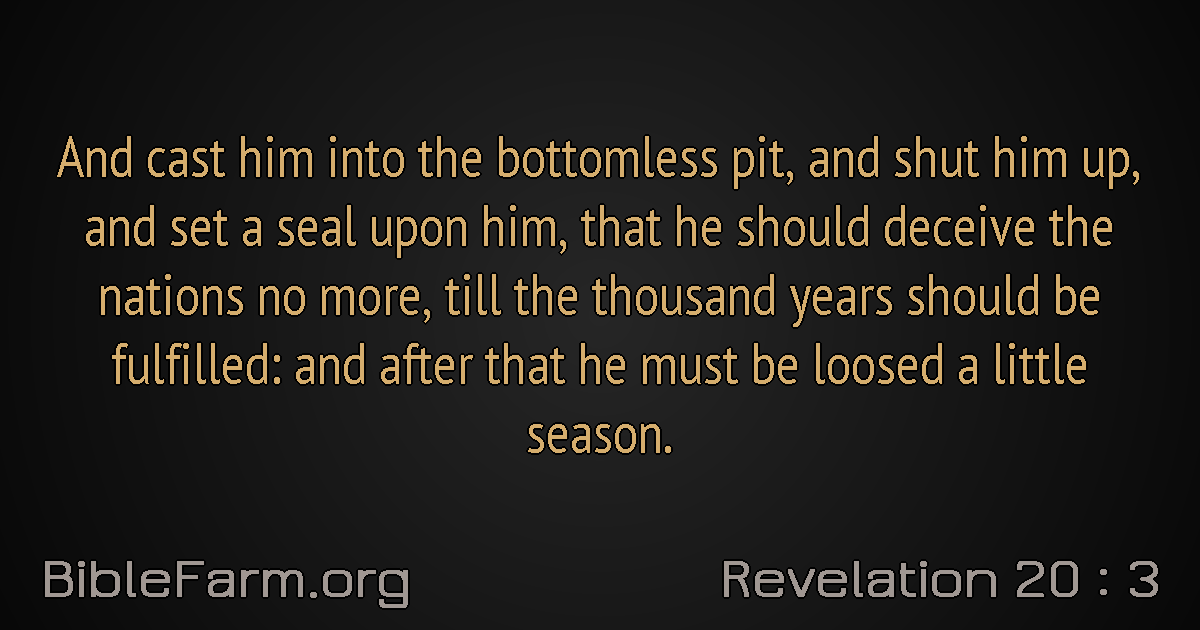 And cast him into the bottomless pit, and shut him up,
and set a seal upon him, that he should deceive the
nations no more, till the thousand years should be
fulfilled: and after that he must be loosed a little
season.
BibleFarm.org
Revelation 20 : 3